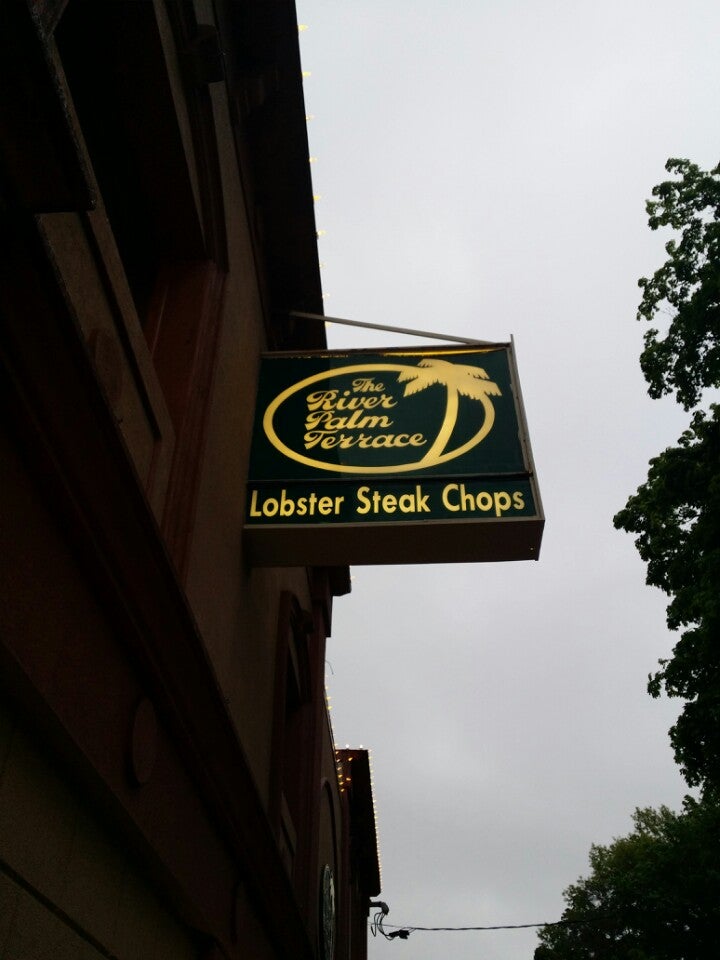 The
River
Palm
Terrace
Lobster Steak Chops